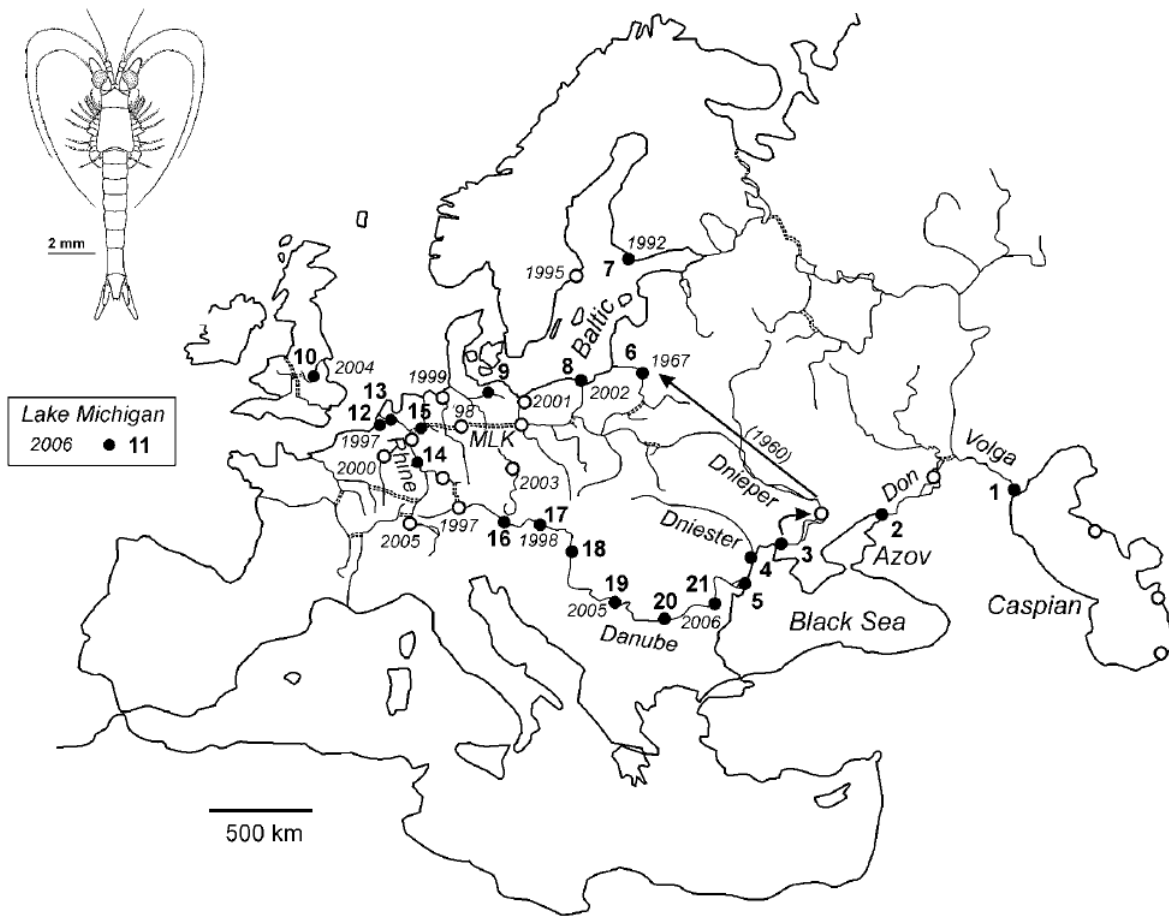 2 mm
1992
7
1995
Baltic
10
2004
9
8
6
1967
1999
2001
2002
13
12
15
'98
MLK
(1960)
Lake Michigan
2006
11
1997
2000
Rhine
14
2003
Dnieper
Don
Volga
1
2
3
Azov
Dniester
4
5
1997
2005
16
17
1998
18
19
2005
20
21
2006
Danube
Black Sea
Caspian
500 km